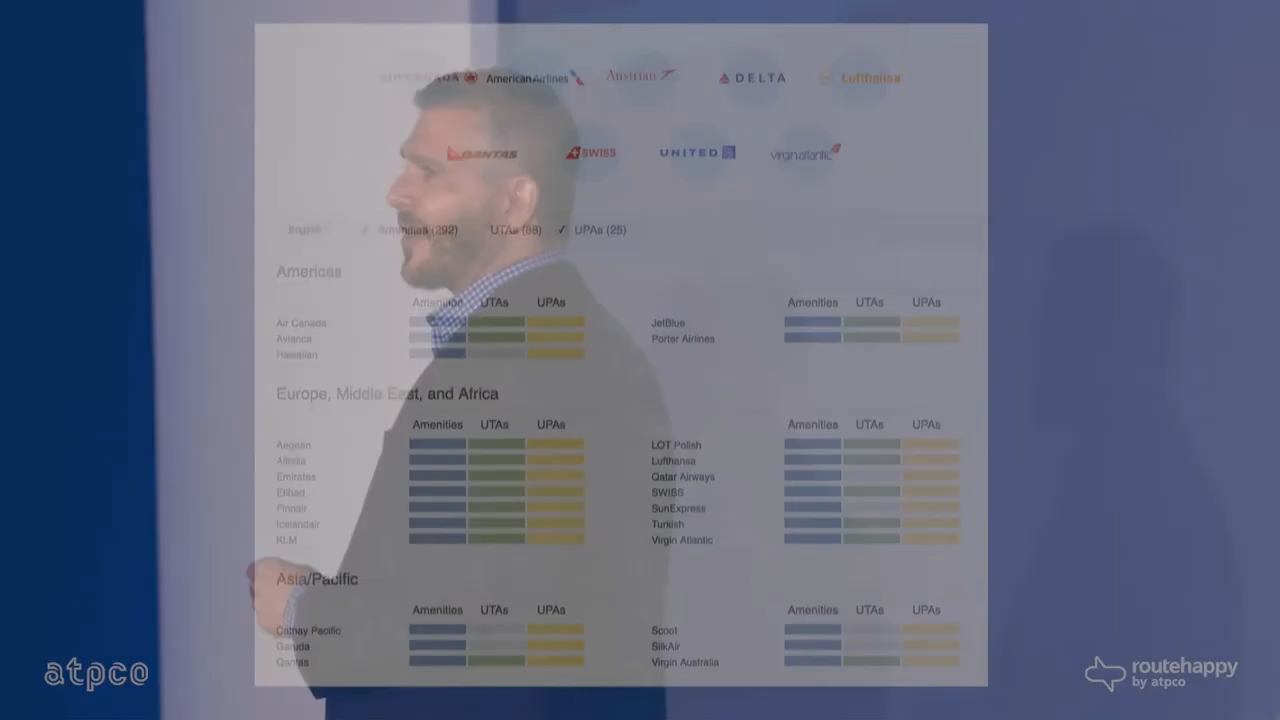 AIR CANADA American Airlines Austrian DELTA Lufthansa
QANTAS SWISS UNITED virgin atlantic
✓ Amenities (292) UTAs (88) ✓ UPAs (25)
Americas
Amenities UTAs UPAs Amenities UTAs UPAs
Air Canada JetBlue
Avianca Porter Airlines
Hawaiian
Europe, Middle East, and Africa
Amenities UTAs UPAs Amenities UTAs UPAs
Aegean LOT Polish
Alitalia Lufthansa
Emirates Qatar Airways
Etihad SWISS
Finnair SunExpress
Icelandair Turkish
KLM Virgin Atlantic
Asia/Pacific
Amenities UTAs UPAs Amenities UTAs UPAs
Cathay Pacific Scoot
Garuda SilkAir
Qantas Virgin Australia
atpco
routehappy
by atpco